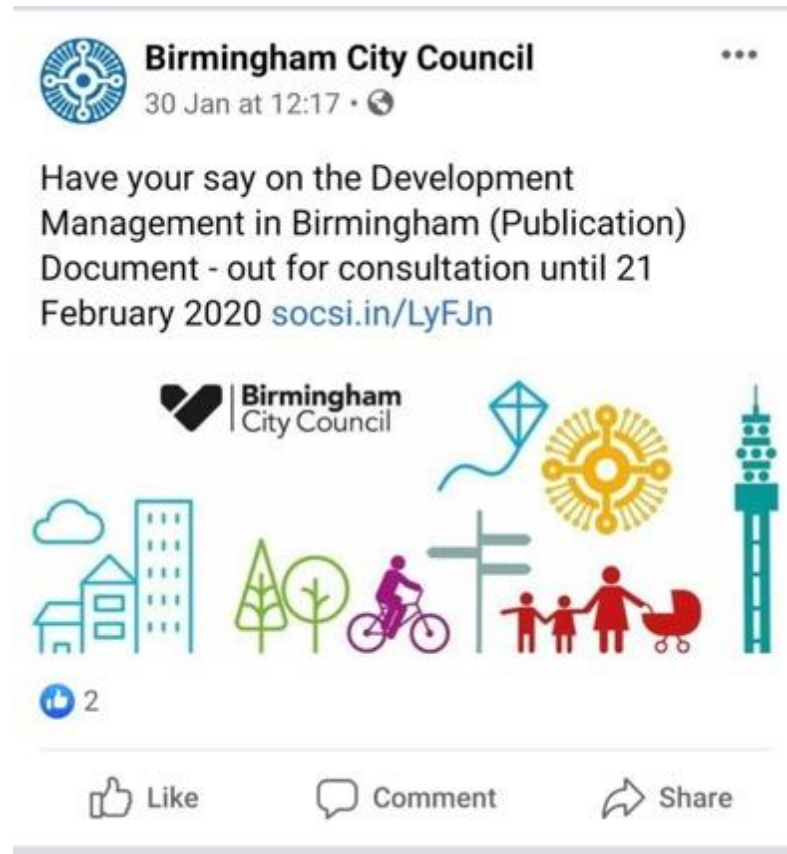 Birmingham City Council
30 Jan at 12:17 ·
Have your say on the Development
Management in Birmingham (Publication)
Document - out for consultation until 21
February 2020 socsi.in/LyFJn
Birmingham
City Council
2
Like Comment Share